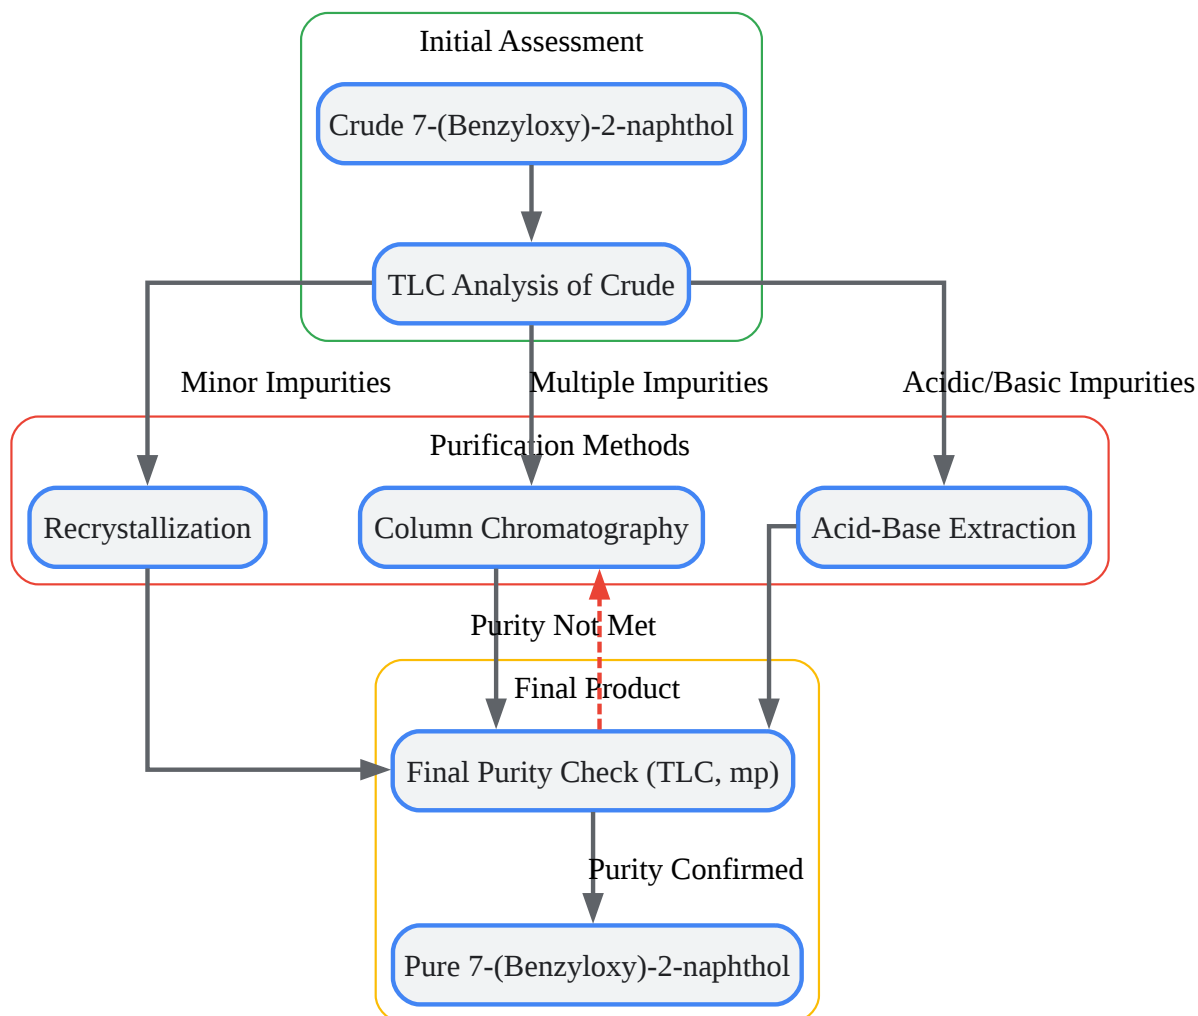 Initial Assessment
Crude 7-(Benzyloxy)-2-naphthol
TLC Analysis of Crude
Minor Impurities
Multiple Impurities
Acidic/Basic Impurities
Purification Methods
Recrystallization
Column Chromatography
Acid-Base Extraction
Purity Not Met
Final Product
Final Purity Check (TLC, mp)
Purity Confirmed
Pure 7-(Benzyloxy)-2-naphthol